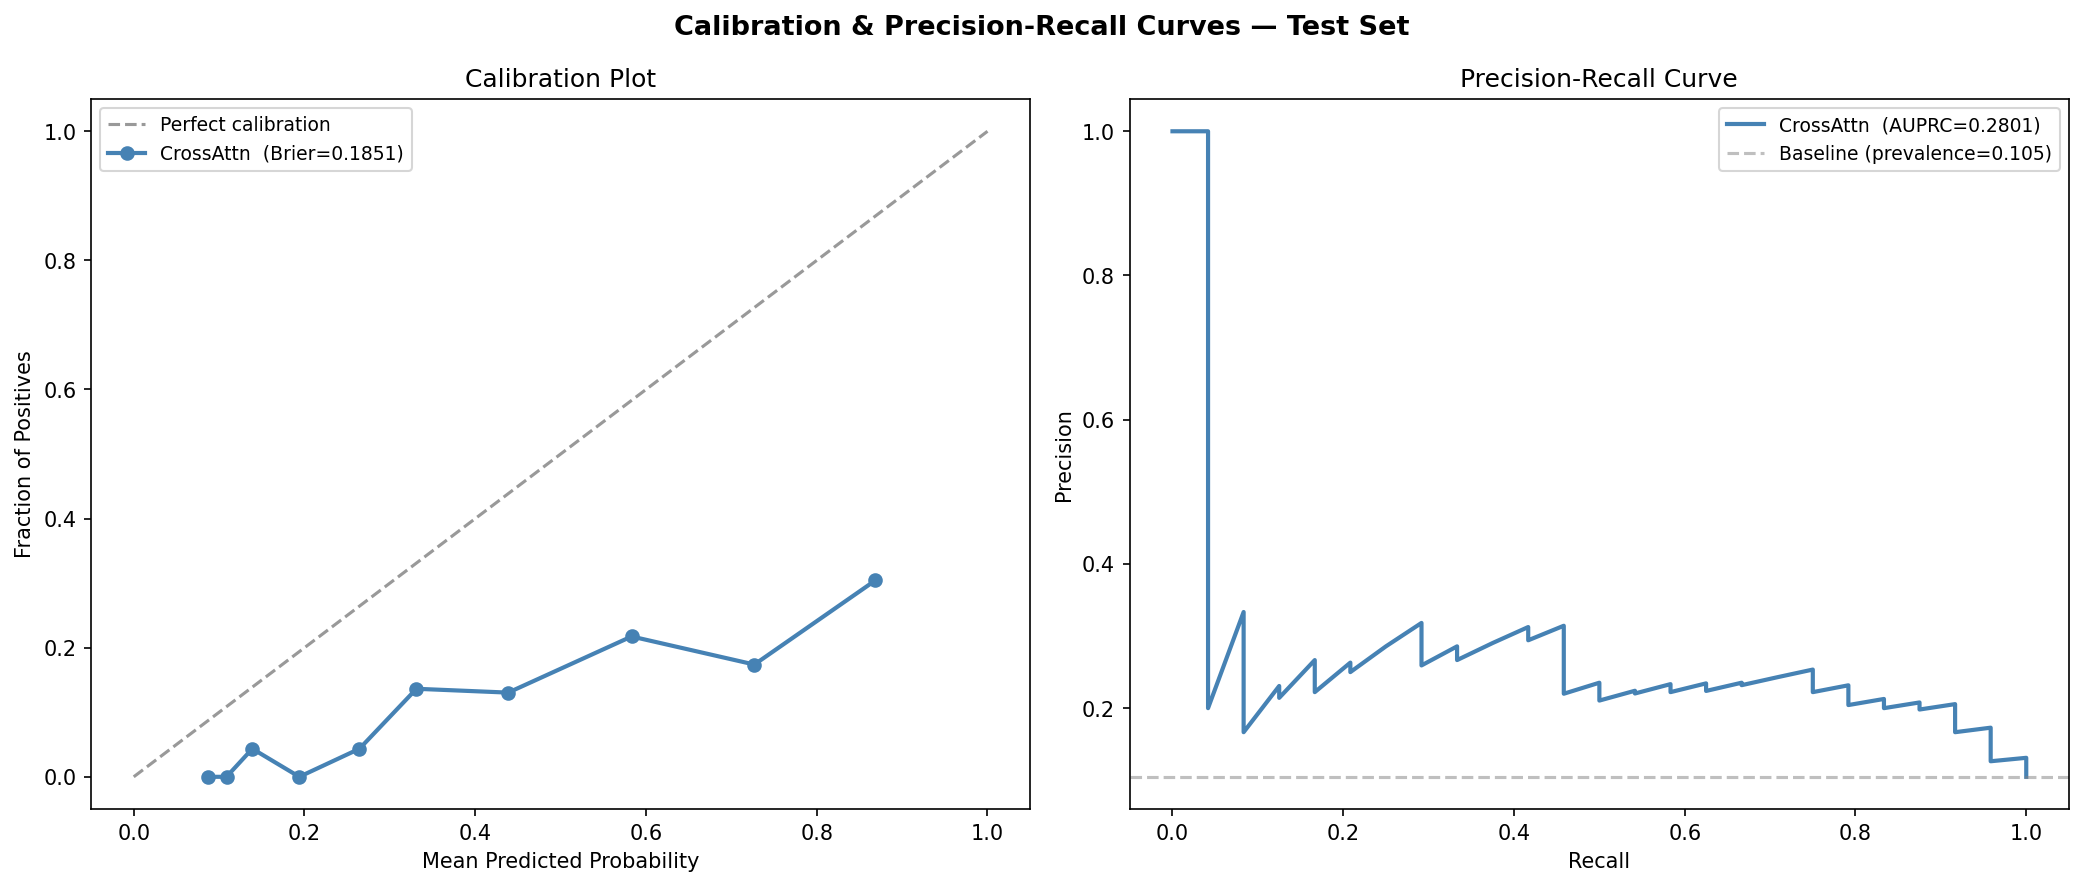 Calibration & Precision-Recall Curves — Test Set
Calibration Plot
Perfect calibration
CrossAttn (Brier=0.1851)
Fraction of Positives
1.0
0.8
0.6
0.4
0.2
0.0
0.0 0.2 0.4 0.6 0.8 1.0
Mean Predicted Probability
Precision-Recall Curve
CrossAttn (AUPRC=0.2801)
Baseline (prevalence=0.105)
Precision
1.0
0.8
0.6
0.4
0.2
0.0 0.2 0.4 0.6 0.8 1.0
Recall